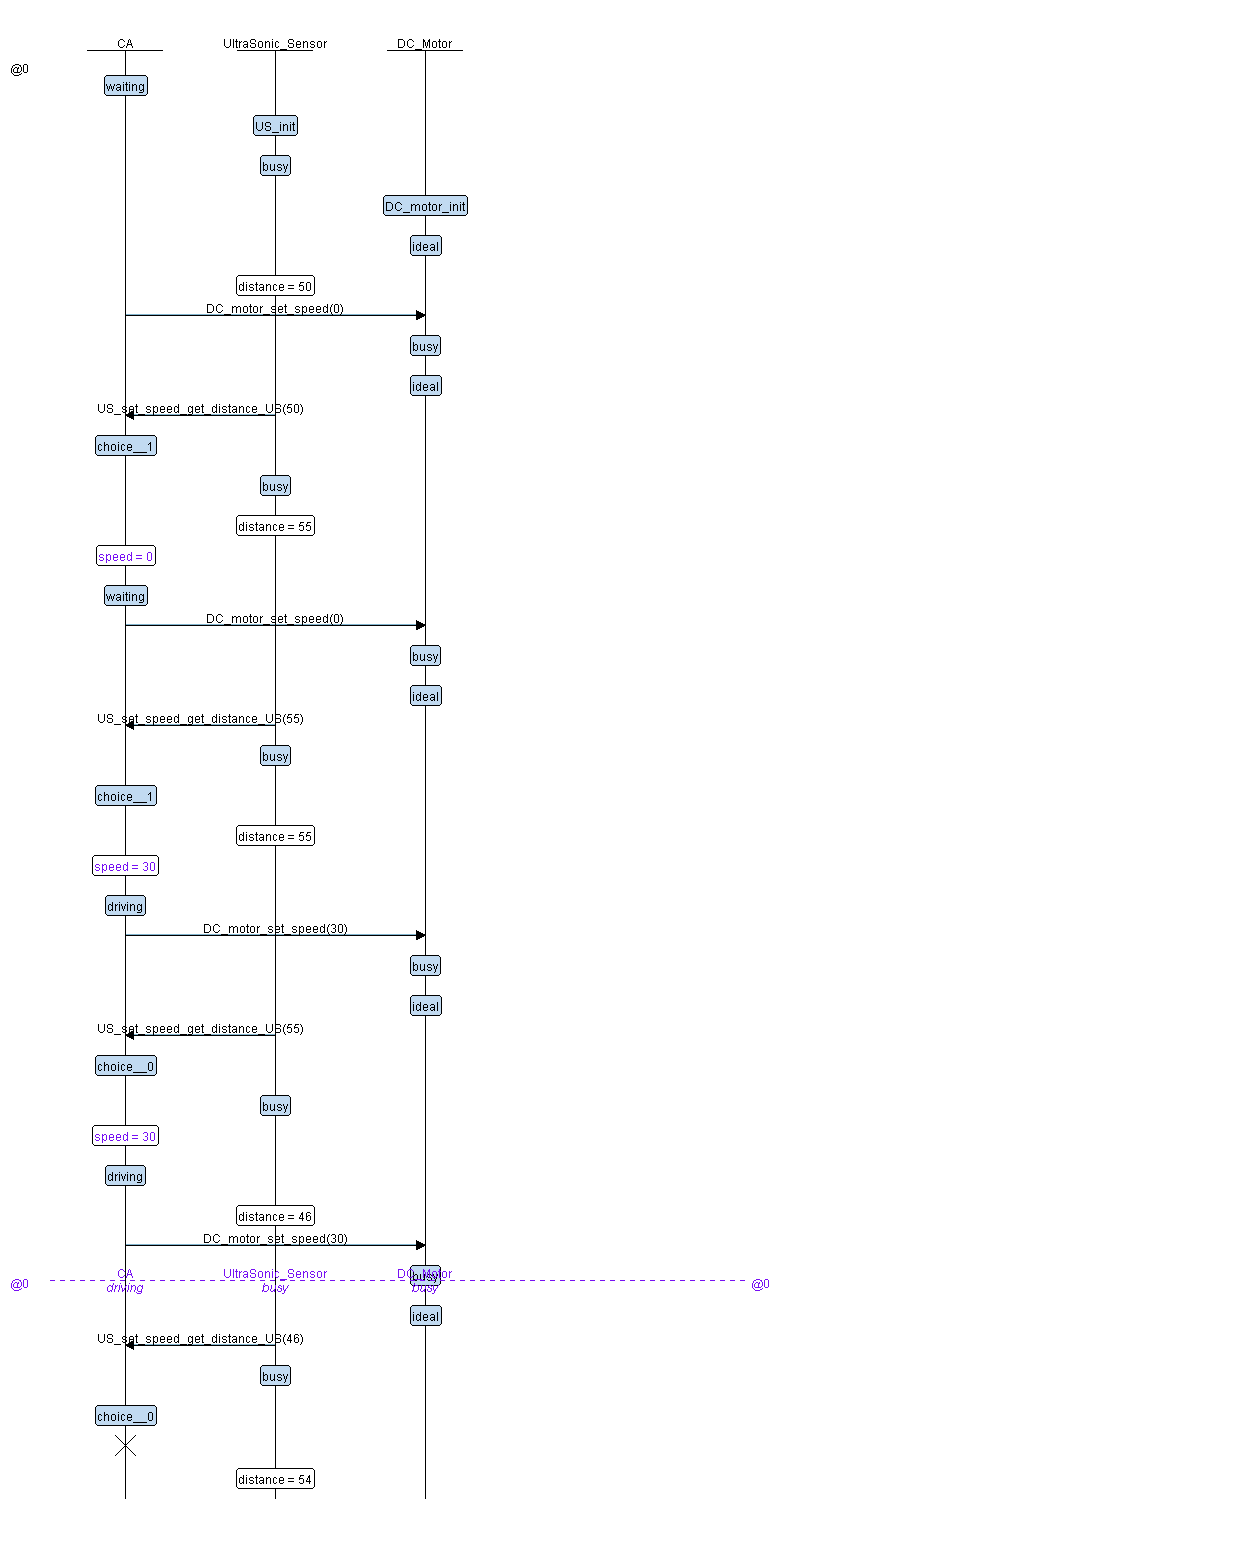 CA UltraSonic_Sensor DC_Motor
@0
waiting
US_init
busy
DC_motor_init
ideal
distance = 50
DC_motor_set_speed(0)
busy
ideal
US_set_speed_get_distance_US(50)
choice__1
busy
distance = 55
speed = 0
waiting
DC_motor_set_speed(0)
busy
ideal
US_set_speed_get_distance_US(55)
busy
choice__1
distance = 55
speed = 30
driving
DC_motor_set_speed(30)
busy
ideal
US_set_speed_get_distance_US(55)
choice__0
busy
speed = 30
driving
distance = 46
DC_motor_set_speed(30)
busy
CA UltraSonic_Sensor DC_Motor
@0 @0
driving busy busy
ideal
US_set_speed_get_distance_US(46)
busy
choice__0
distance = 54